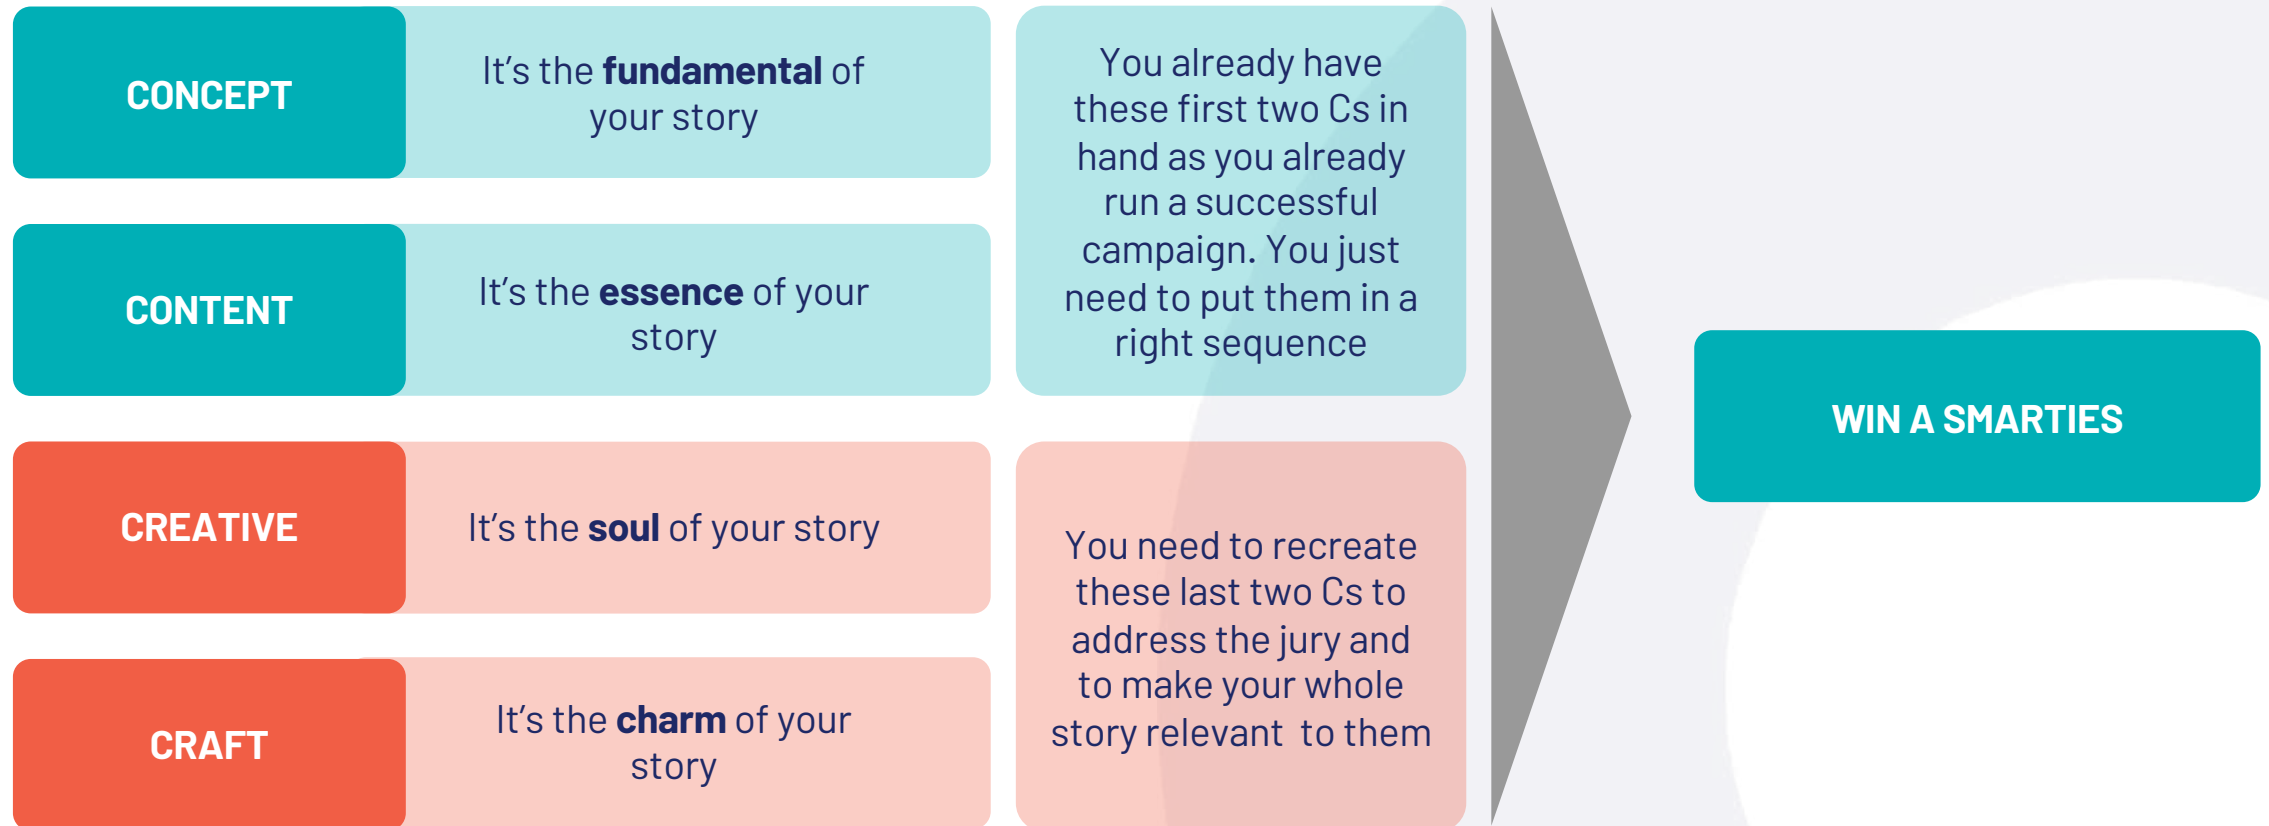 CONCEPT
It's the fundamental of
your story
CONTENT
It's the essence of your
story
You already have
these first two Cs in
hand as you already
run a successful
campaign. You just
need to put them in a
right sequence
CREATIVE
It's the soul of your story
CRAFT
It's the charm of your
story
You need to recreate
these last two Cs to
address the jury and
to make your whole
story relevant  to them
WIN A SMARTIES